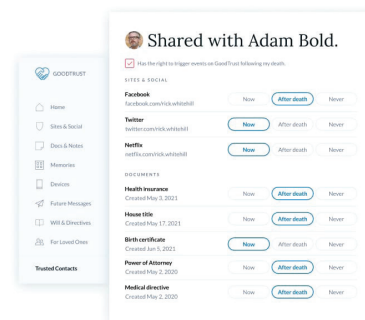 Shared with Adam Bold.
Has the right to trigger events on GoodTrust following my death.
SITES & SOCIAL
Facebook
facebook.com/rick.whitehill
Now After death Never
Twitter
twitter.com/rick.whitehill
Now After death Never
Netflix
netflix.com/rick.whitehill
Now After death Never
DOCUMENTS
Health insurance
Created May 3, 2021
Now After death Never
House title
Created May 17, 2021
Now After death Never
Birth certificate
Created Jun 5, 2021
Now After death Never
Power of Attorney
Created May 2, 2020
Now After death Never
Medical directive
Created May 2, 2020
Now After death Never
GOODTRUST
Home
Sites & Social
Docs & Notes
Memories
Devices
Future Messages
Will & Directives
For Loved Ones
Trusted Contacts